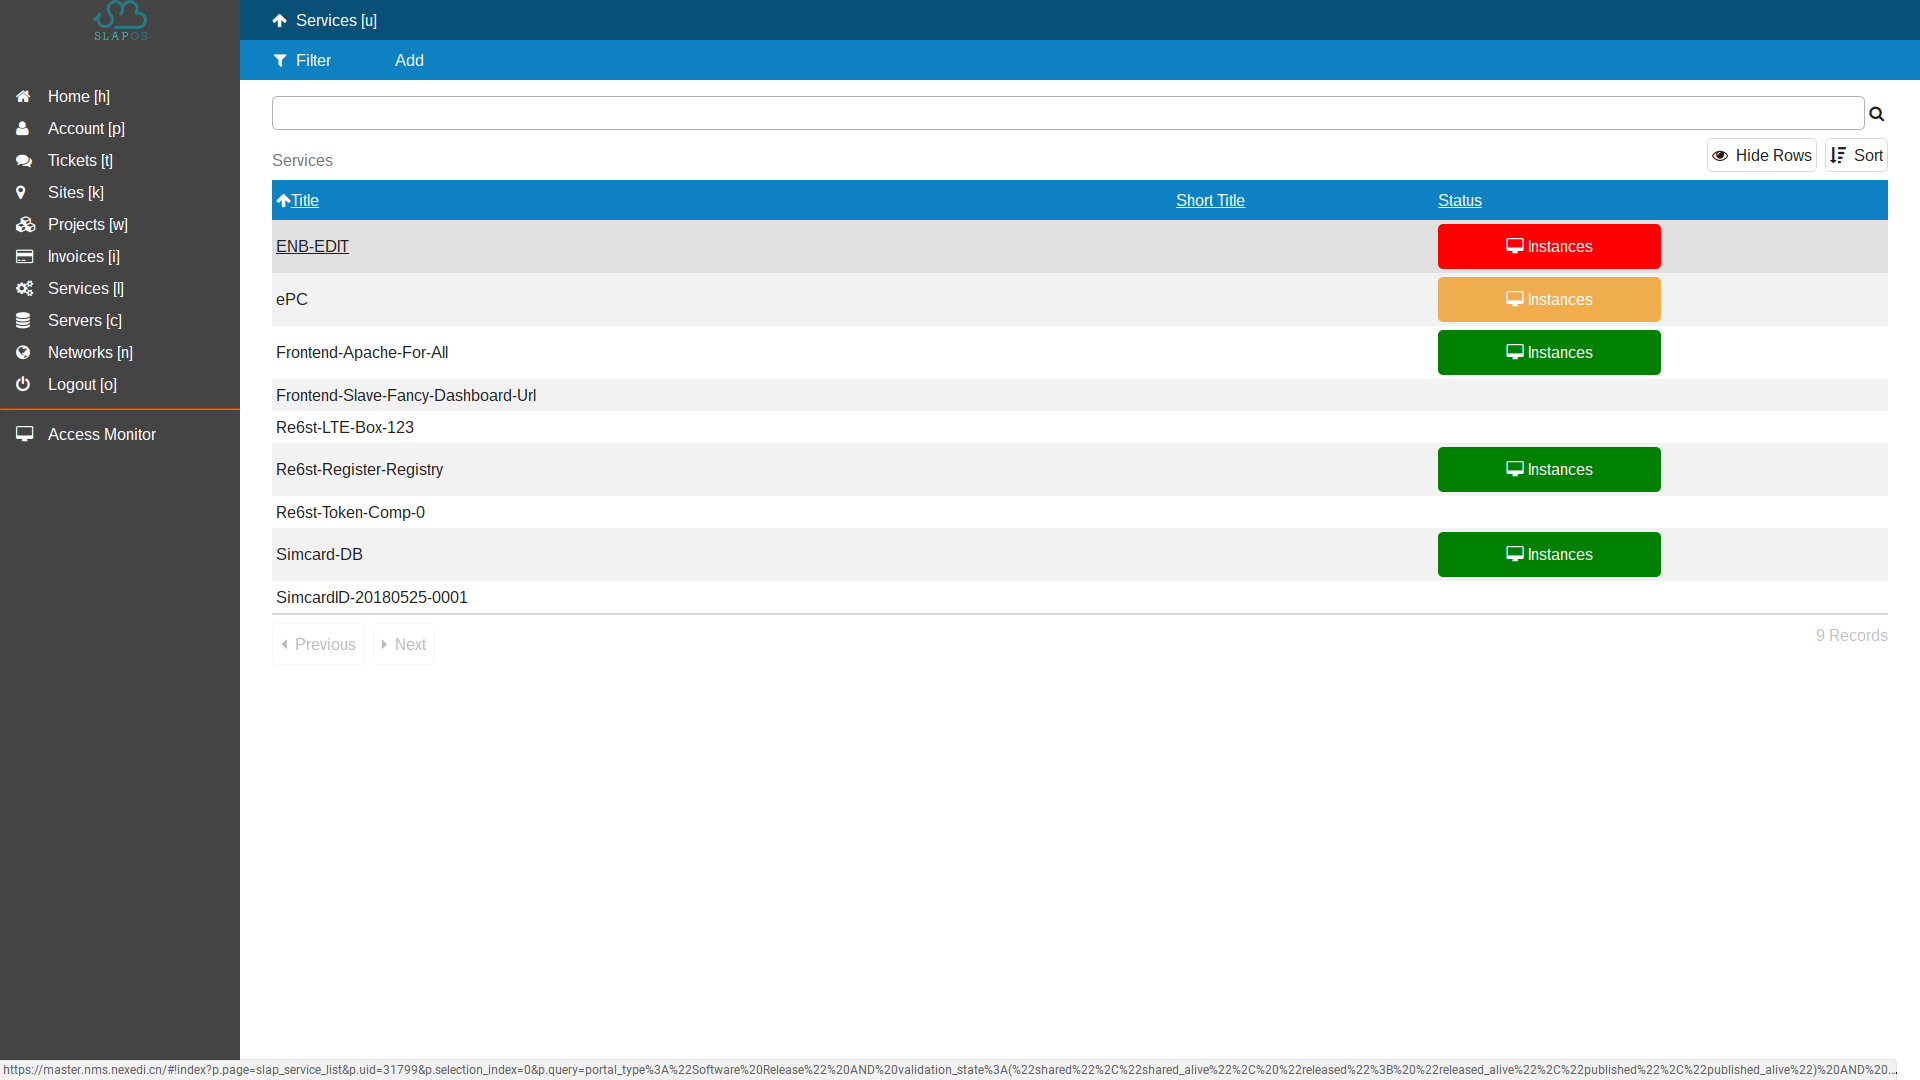 SLAPOS
Services [u]
Filter Add
Home [h]
Account [p]
Tickets [t]
Sites [k]
Projects [w]
Invoices [i]
Services [l]
Servers [c]
Networks [n]
Logout [o]
Access Monitor
Services
Hide Rows Sort
Title Short Title Status
ENB-EDIT Instances
ePC Instances
Frontend-Apache-For-All Instances
Frontend-Slave-Fancy-Dashboard-Url
Re6st-LTE-Box-123
Re6st-Register-Registry Instances
Re6st-Token-Comp-0
Simcard-DB Instances
SimcardID-20180525-0001
Previous Next 9 Records
https://master.nms.nexedi.cn/#!index?p.page=slap_service_list&p.uid=31799&p.selection_index=0&p.query=portal_type%3A%22Software%20Release%22%20AND%20validation_state%3A(%22shared%22%2C%22shared_alive%22%2C%20%22released%22%3B%20%22released_alive%22%2C%22published%22%2C%22published_alive%22)%20AND%20...